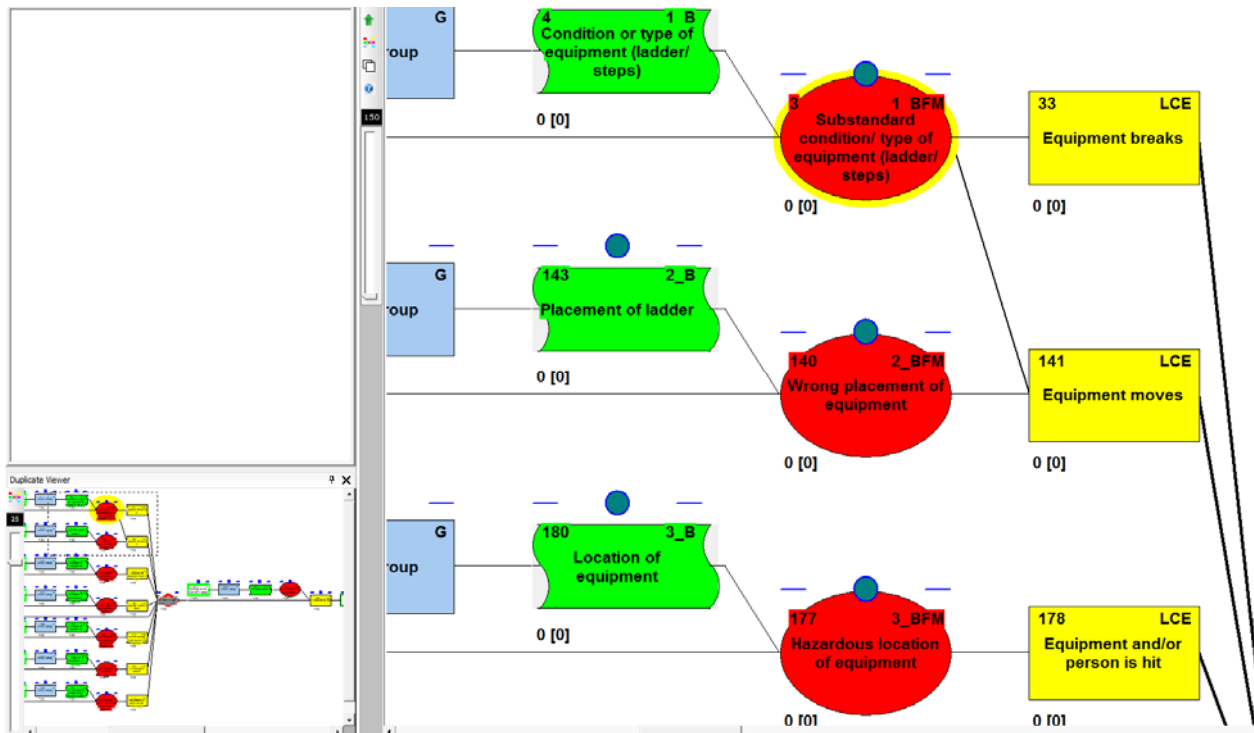 G
roup
4 1_B
Condition or type of
equipment (ladder/
steps)
0 [0]
3 1_BFM
Substandard
condition/ type of
equipment (ladder/
steps)
0 [0]
33 LCE
Equipment breaks
0 [0]
150
G
roup
143 2_B
Placement of ladder
0 [0]
140 2_BFM
Wrong placement of
equipment
0 [0]
141 LCE
Equipment moves
0 [0]
G
roup
180 3_B
Location of
equipment
0 [0]
177 3_BFM
Hazardous location
of equipment
0 [0]
178 LCE
Equipment and/or
person is hit
0 [0]
Duplicate Viewer
25